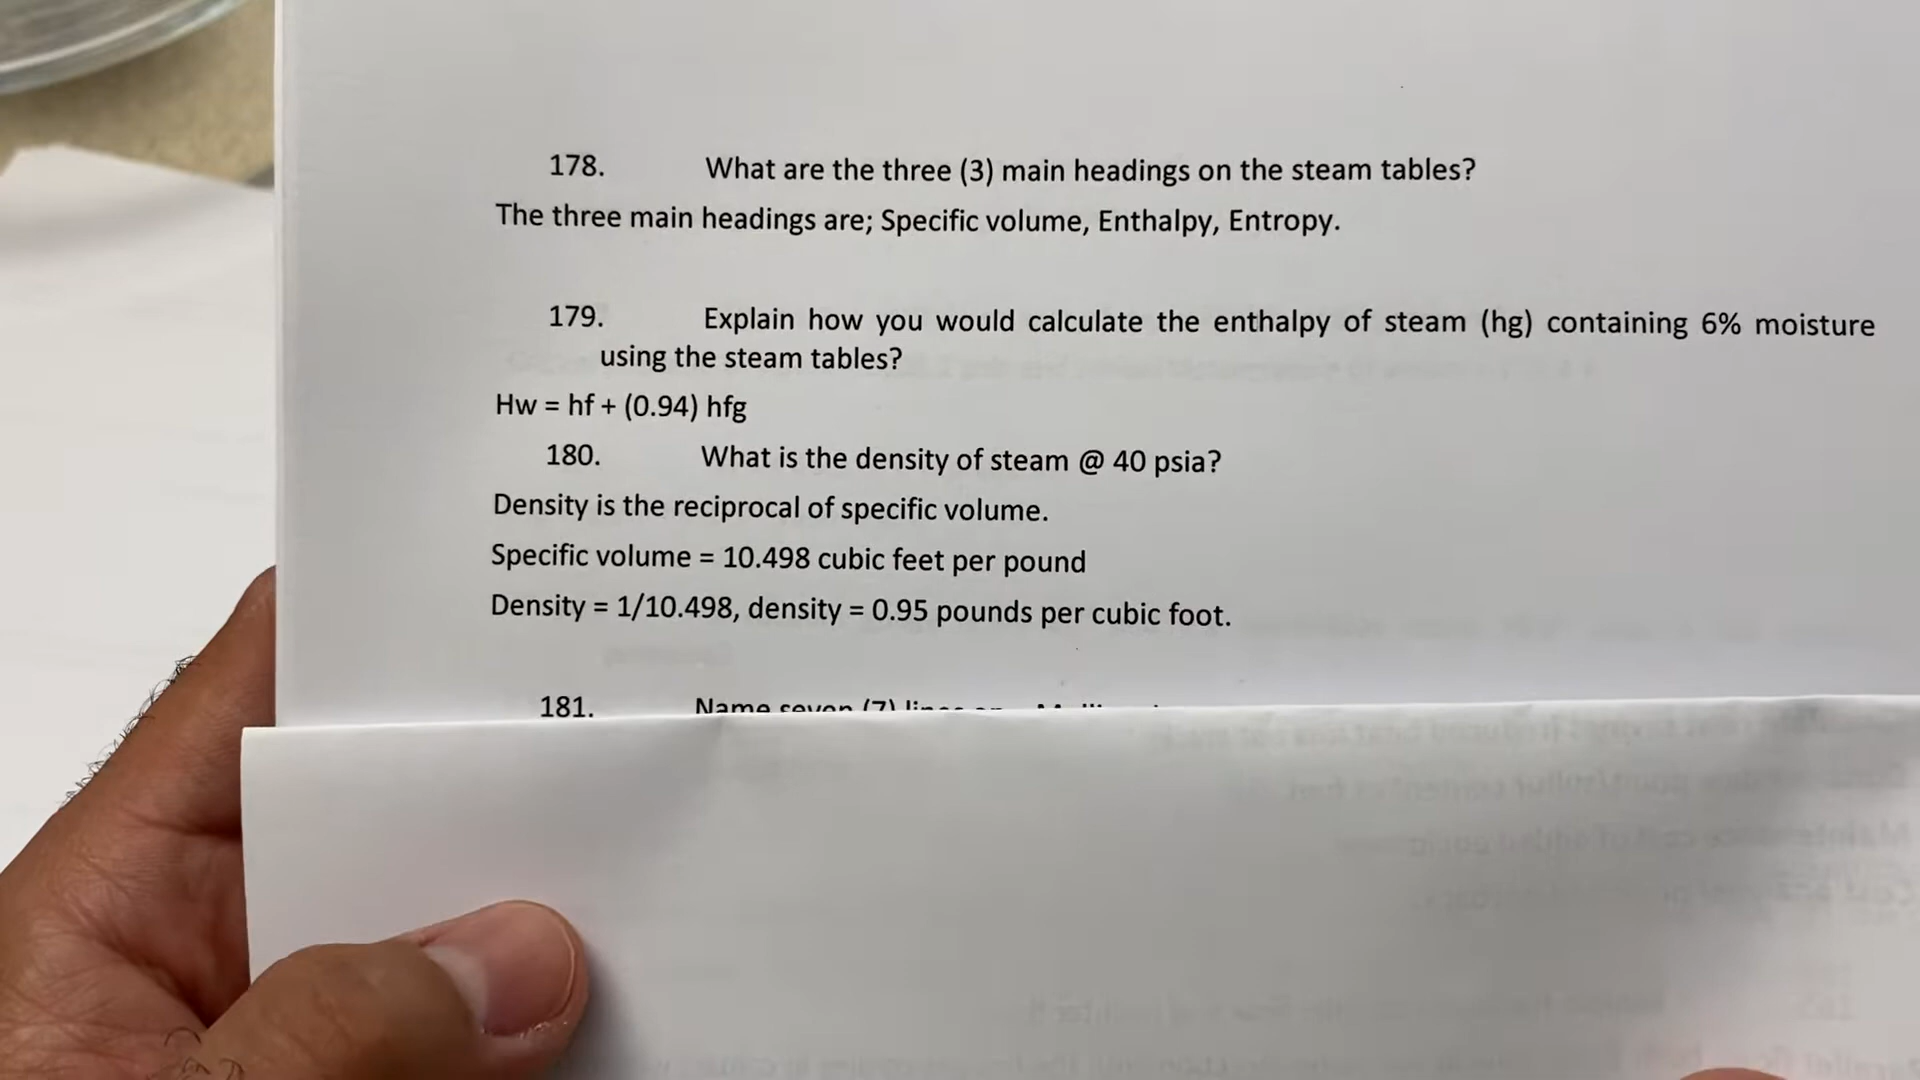 178. What are the three (3) main headings on the steam tables?
The three main headings are; Specific volume, Enthalpy, Entropy.
179. Explain how you would calculate the enthalpy of steam (hg) containing 6% moisture
using the steam tables?
Hw = hf + (0.94) hfg
180. What is the density of steam @ 40 psia?
Density is the reciprocal of specific volume.
Specific volume = 10.498 cubic feet per pound
Density = 1/10.498, density = 0.95 pounds per cubic foot.
181. Name seven (7)